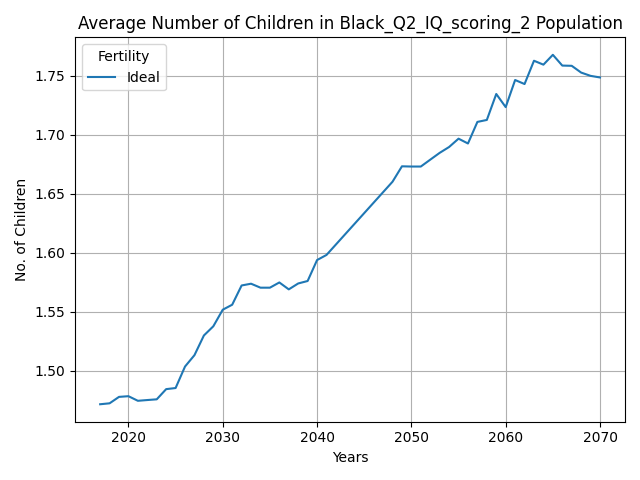 Average Number of Children in Black_Q2_IQ_scoring_2 Population
Fertility
Ideal
No. of Children
1.75
1.70
1.65
1.60
1.55
1.50
2020 2030 2040 2050 2060 2070
Years